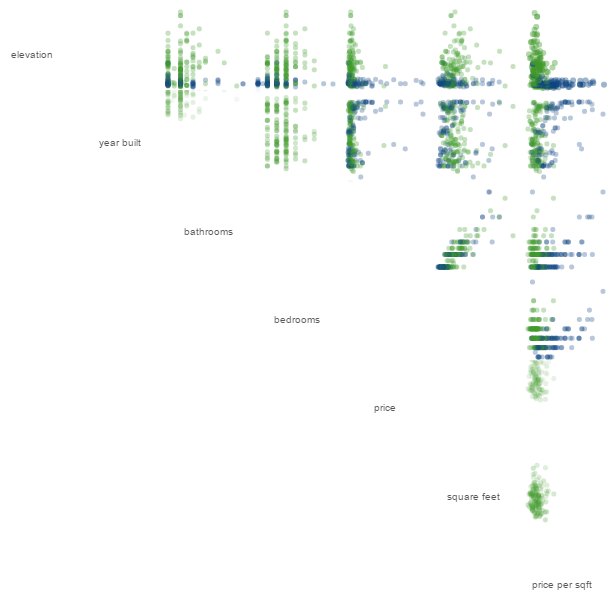 elevation
year built
bathrooms
bedrooms
price
square feet
price per sqft